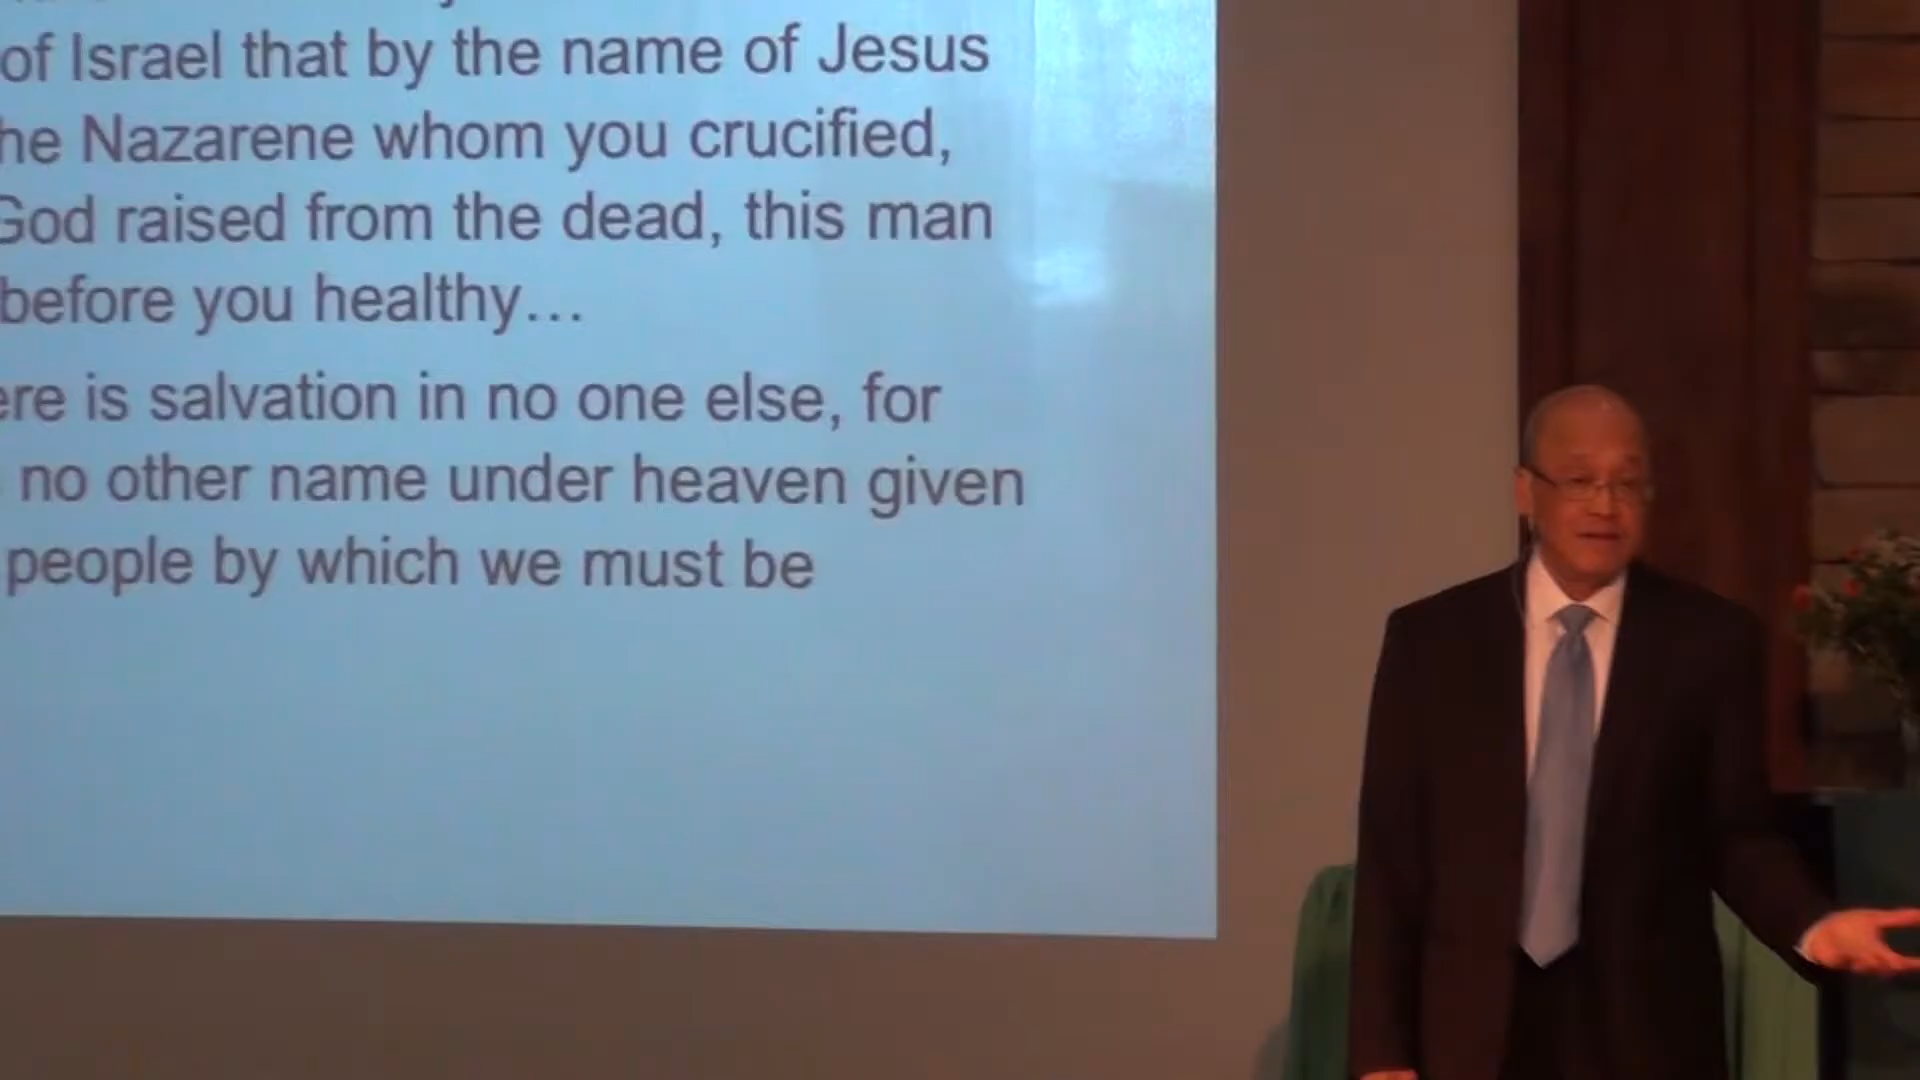 of Israel that by the name of Jesus
he Nazarene whom you crucified,
God raised from the dead, this man
before you healthy…
ere is salvation in no one else, for
no other name under heaven given
people by which we must be